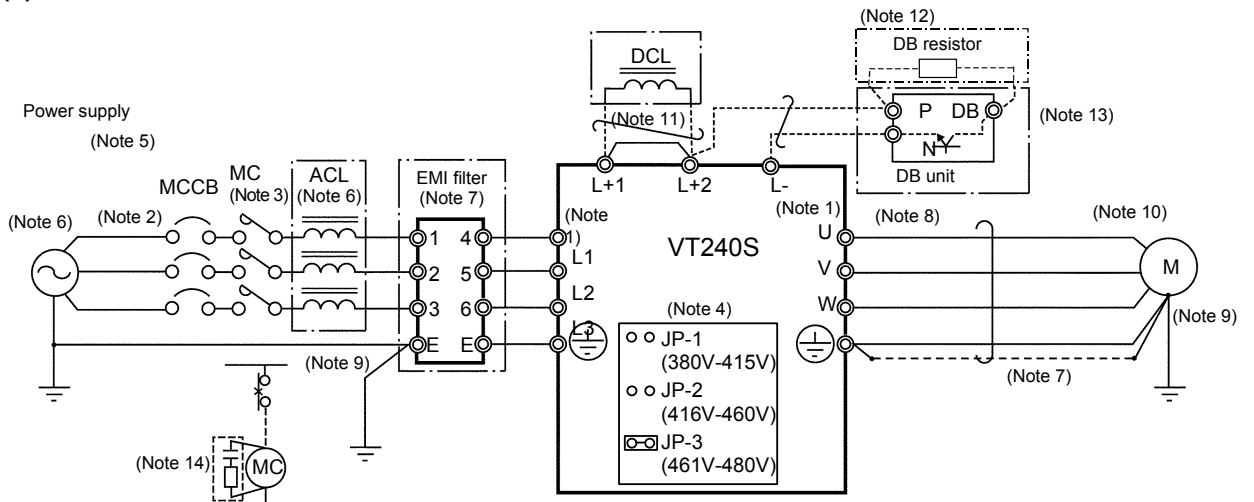 (Note 12)
DB resistor
DCL
Power supply
(Note 5)
(Note 11)
P DB
(Note 13)
N
DB unit
MCCB
MC
(Note 3)
ACL
(Note 6)
EMI filter
(Note 7)
L+1
L+2
L-
(Note 6)
(Note 2)
(Note
1)
(Note 1)
(Note 8)
(Note 10)
1 4
2 5
3 6
E E
L1
L2
L3
VT240S
U
V
W
M
(Note 4)
JP-1
(380V-415V)
JP-2
(416V-460V)
JP-3
(461V-480V)
(Note 9)
(Note 9)
(Note 7)
(Note 14)
MC